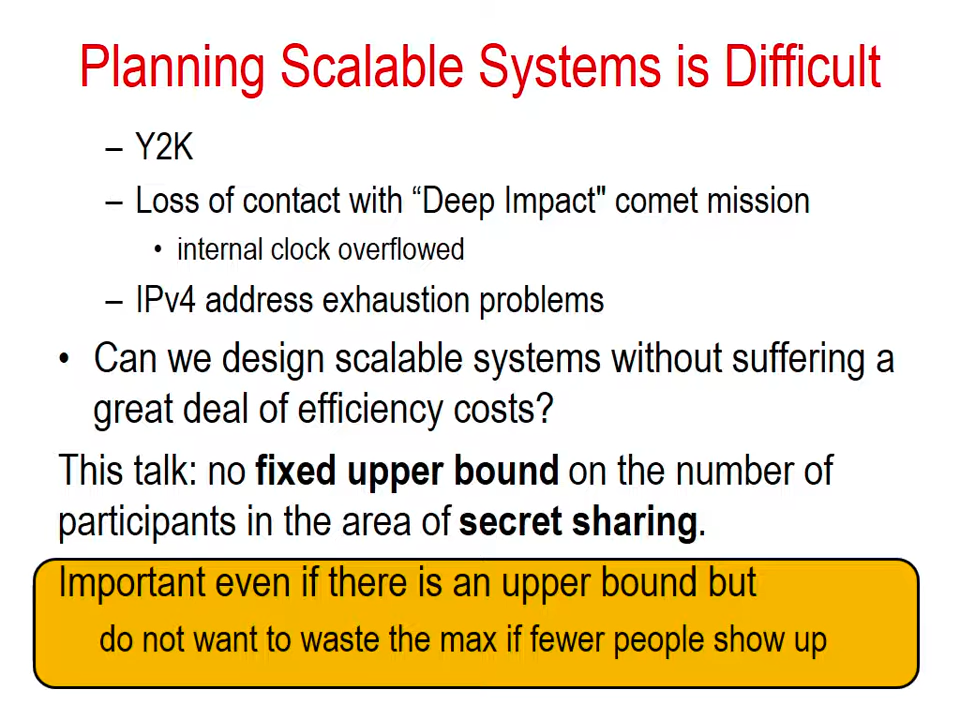 Planning Scalable Systems is Difficult
– Y2K
– Loss of contact with “Deep Impact" comet mission
• internal clock overflowed
– IPv4 address exhaustion problems
• Can we design scalable systems without suffering a
great deal of efficiency costs?
This talk: no fixed upper bound on the number of
participants in the area of secret sharing.
Important even if there is an upper bound but
do not want to waste the max if fewer people show up